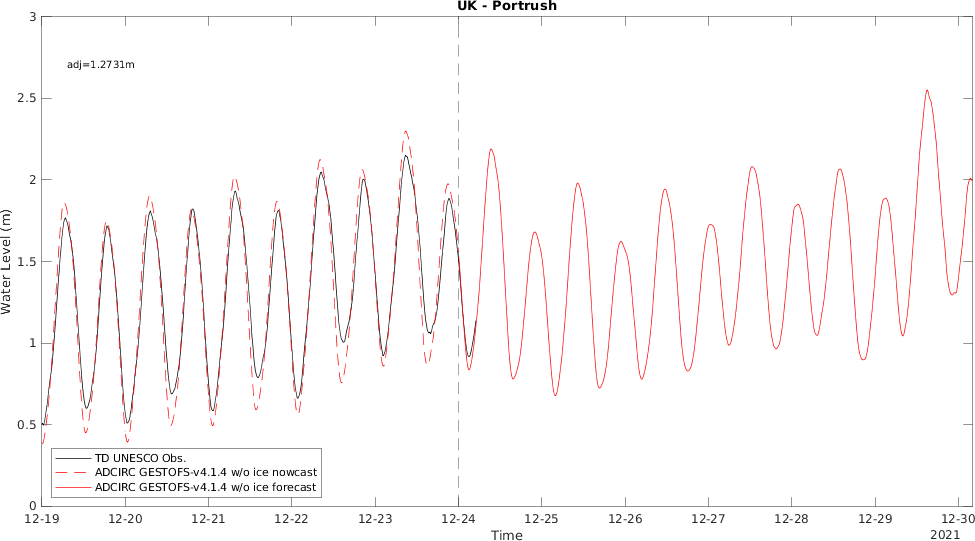 UK - Portrush
3
adj=1.2731m
2.5
2
1.5
1
0.5
0
Water Level (m)
TD UNESCO Obs.
ADCIRC GESTOFS-v4.1.4 w/o ice nowcast
ADCIRC GESTOFS-v4.1.4 w/o ice forecast
12-19 12-20 12-21 12-22 12-23 12-24 12-25 12-26 12-27 12-28 12-29 12-30
Time
2021